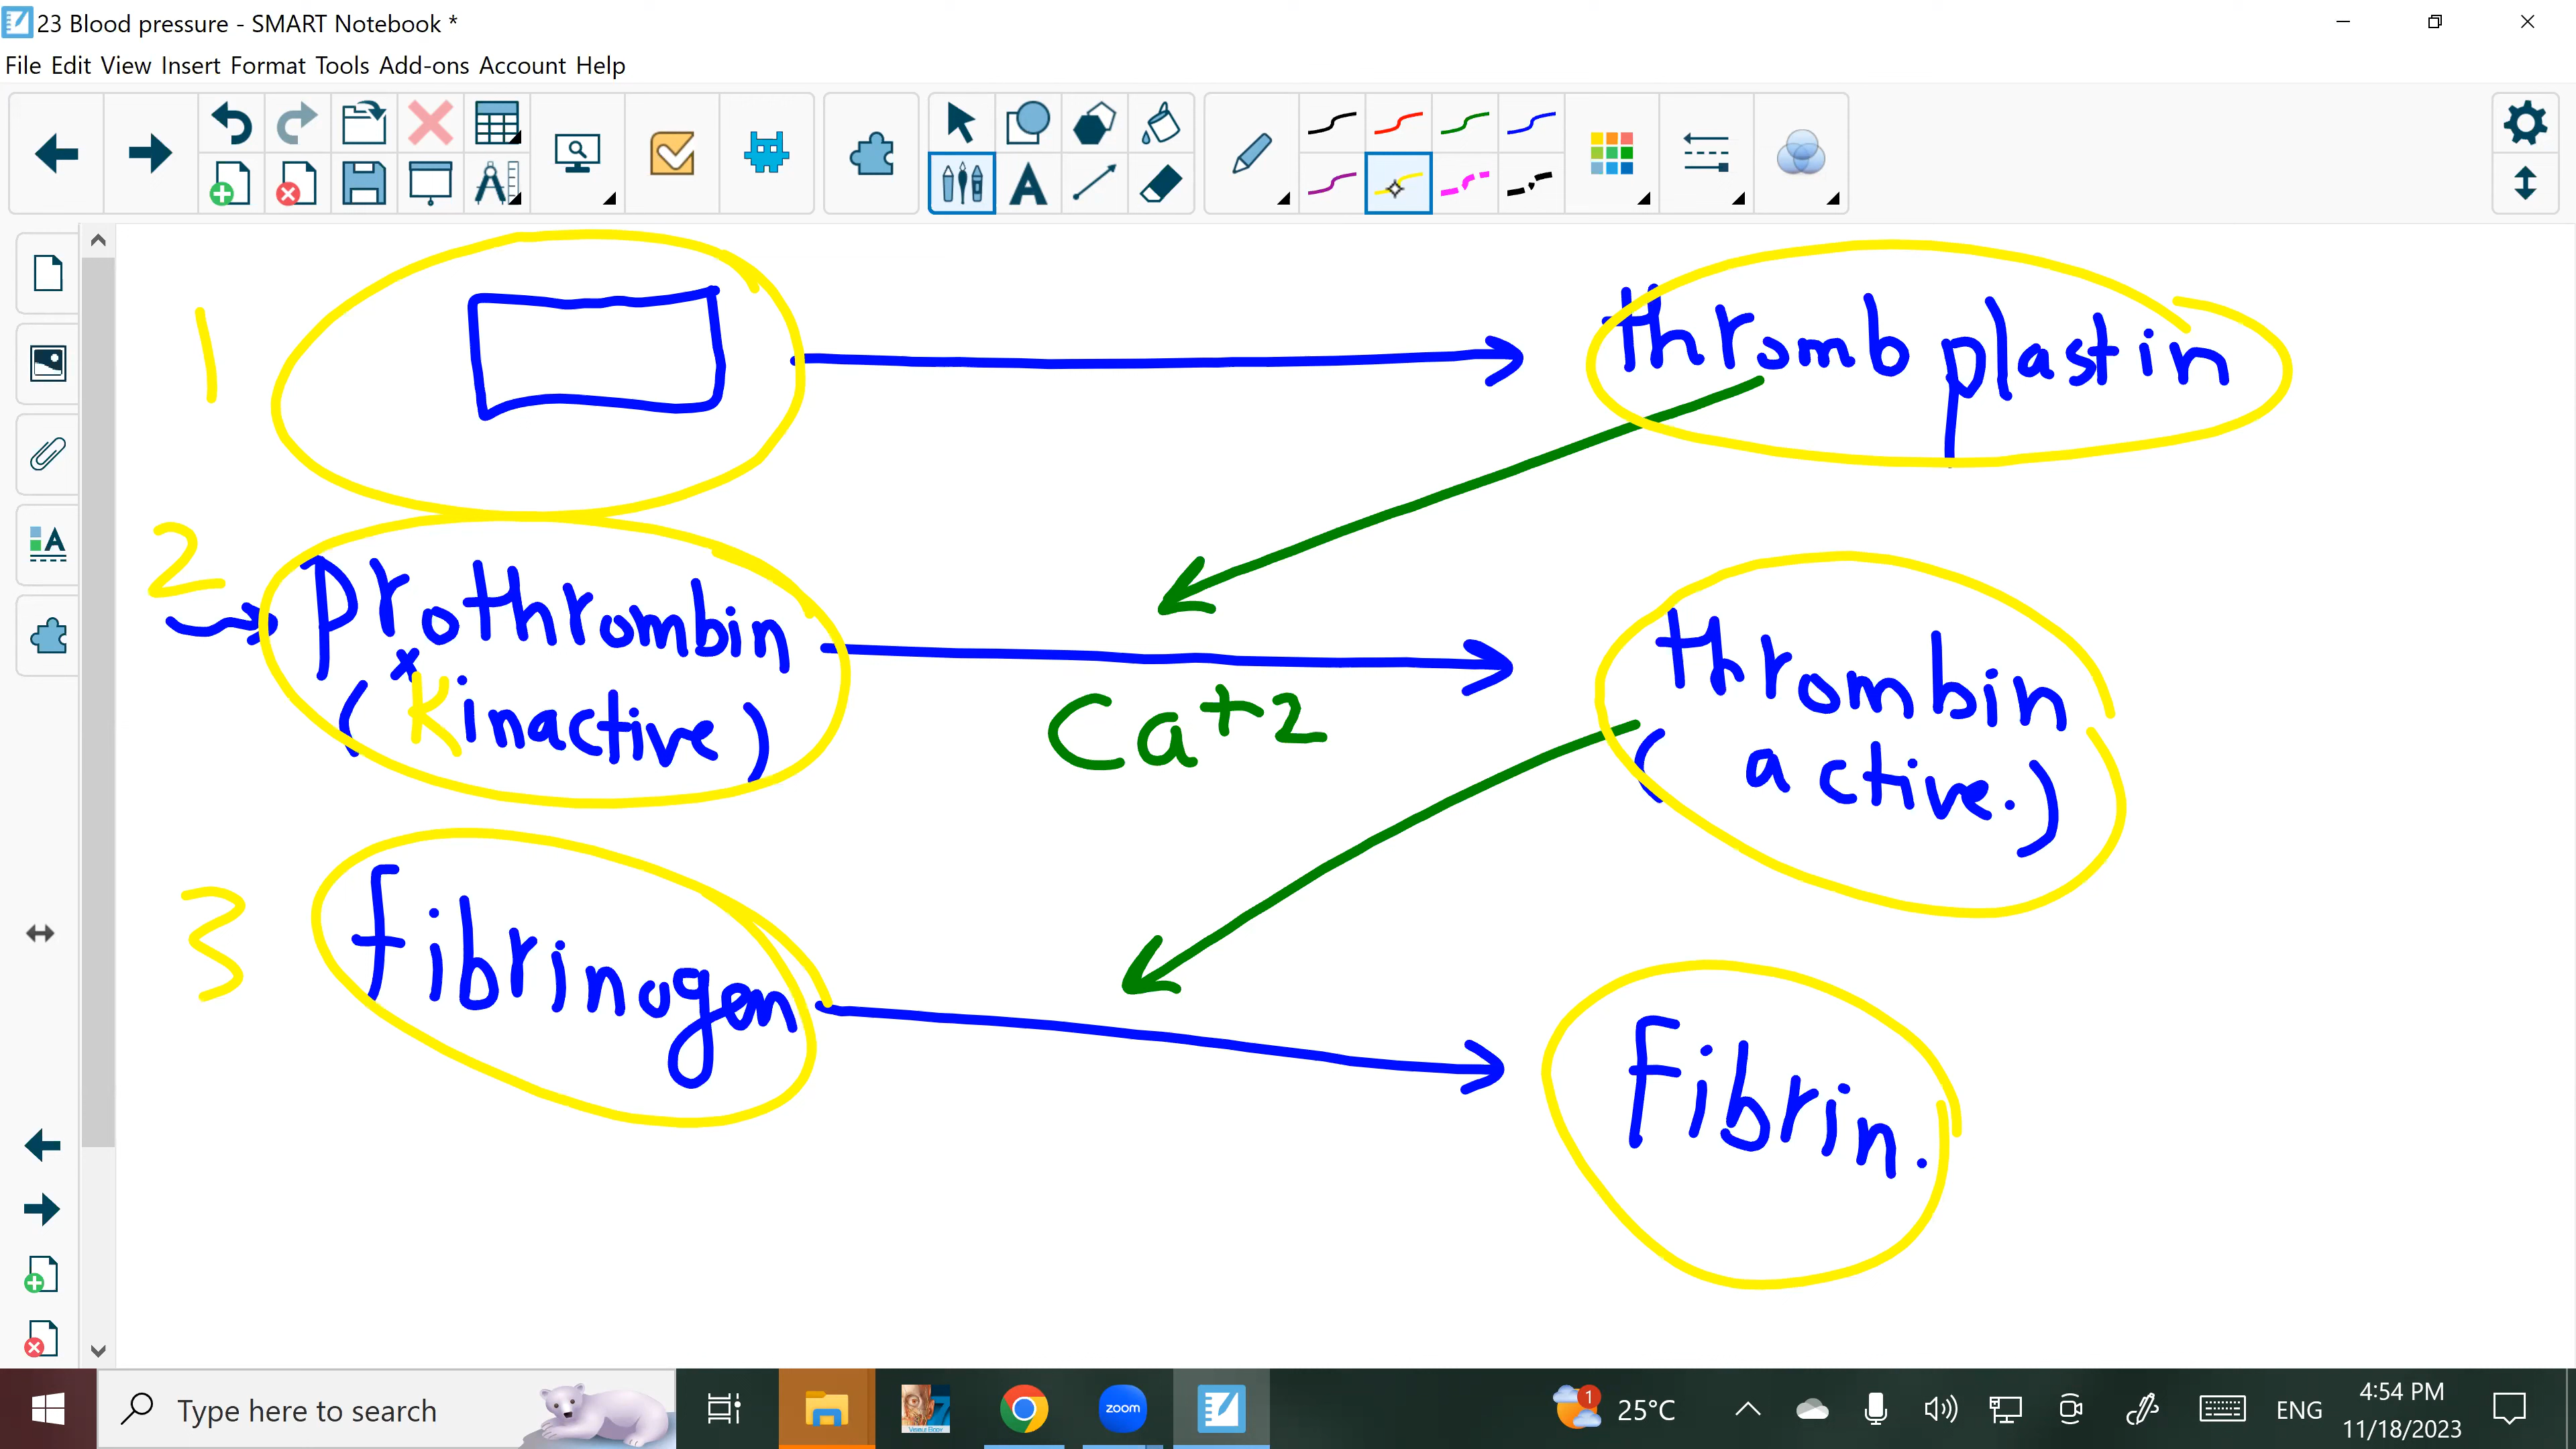 23 Blood pressure - SMART Notebook *
File Edit View Insert Format Tools Add-ons Account Help
1
thromb plastin
2
prothrombin
(K inactive)
Ca+2
thrombin
(active.)
3
fibrinogen
Fibrin.
Type here to search
zoom
1
25°C
ENG
4:54 PM
11/18/2023